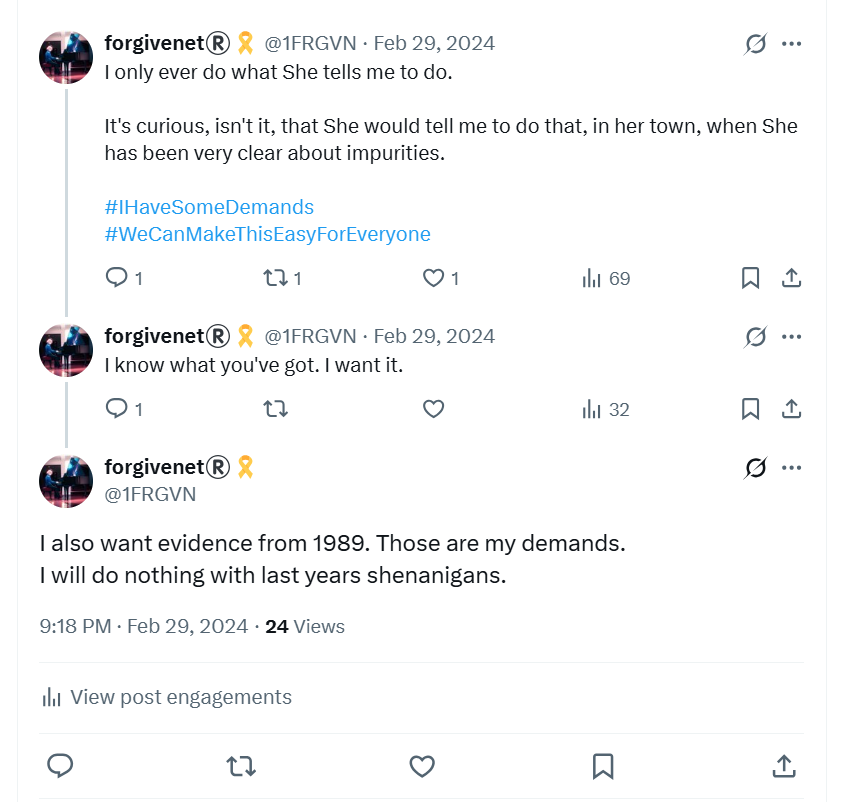 forgivenet®️🎗️ @1FRGVN · Feb 29, 2024
I only ever do what She tells me to do.
It's curious, isn't it, that She would tell me to do that, in her town, when She
has been very clear about impurities.
#IHaveSomeDemands
#WeCanMakeThisEasyForEveryone
1 1 1 69
forgivenet®️🎗️ @1FRGVN · Feb 29, 2024
I know what you've got. I want it.
1 32
forgivenet®️🎗️
@1FRGVN
I also want evidence from 1989. Those are my demands.
I will do nothing with last years shenanigans.
9:18 PM · Feb 29, 2024 · 24 Views
View post engagements